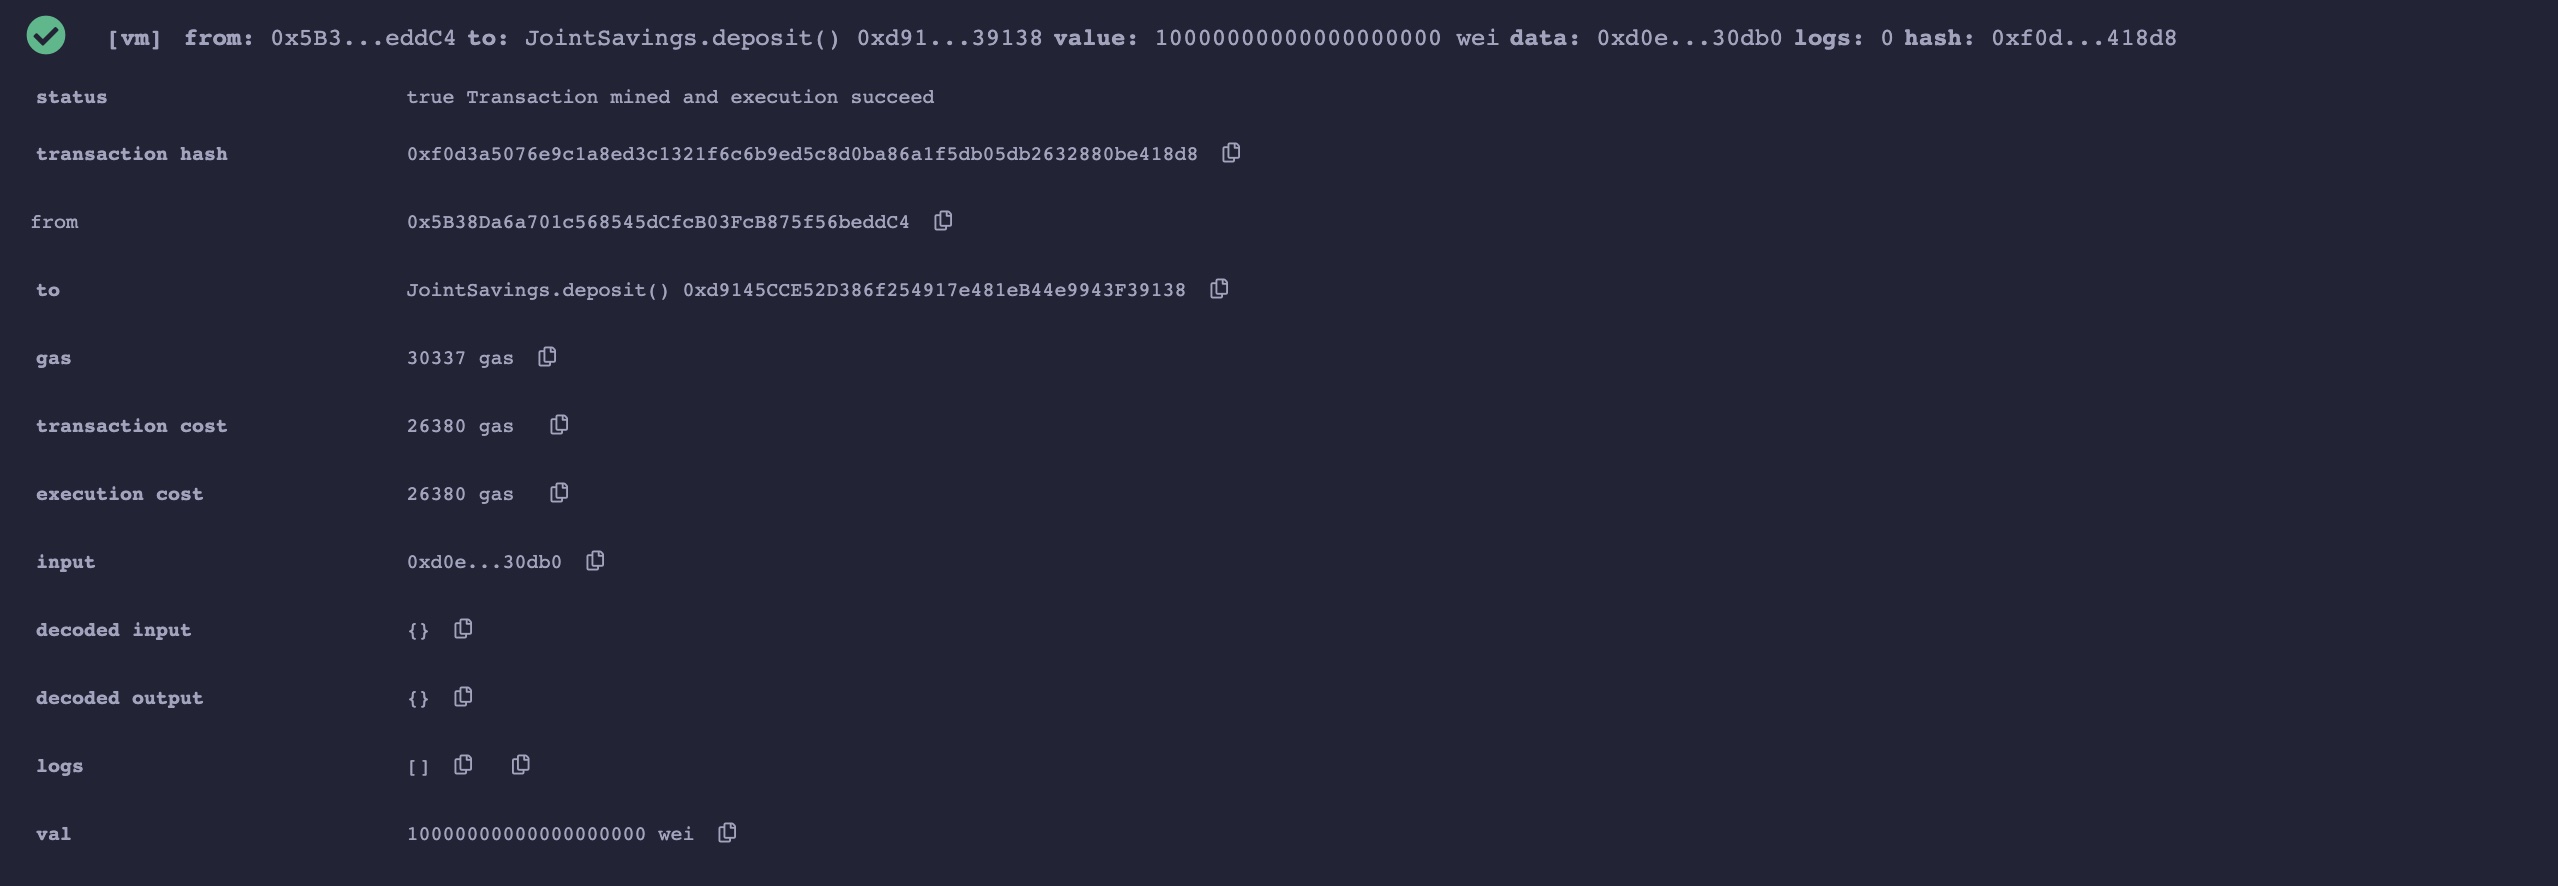 [vm] from: 0x5B3...eddC4 to: JointSavings.deposit() 0xd91...39138 value: 10000000000000000000 wei data: 0xd0e...30db0 logs: 0 hash: 0xf0d...418d8
status true Transaction mined and execution succeed
transaction hash 0xf0d3a5076e9c1a8ed3c1321f6c6b9ed5c8d0ba86a1f5db05db2632880be418d8
from 0x5B38Da6a701c568545dCfcB03FcB875f56beddC4
to JointSavings.deposit() 0xd9145CCE52D386f254917e481eB44e9943F39138
gas 30337 gas
transaction cost 26380 gas
execution cost 26380 gas
input 0xd0e...30db0
decoded input {}
decoded output {}
logs []
val 10000000000000000000 wei